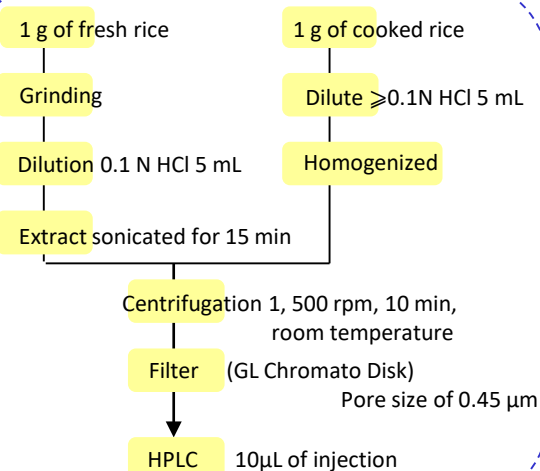 1 g of fresh rice
1 g of cooked rice
Grinding
Dilute ⩾0.1N HCl 5 mL
Dilution 0.1 N HCl 5 mL
Homogenized
Extract sonicated for 15 min
Centrifugation 1, 500 rpm, 10 min,
room temperature
Filter (GL Chromato Disk)
Pore size of 0.45 µm
HPLC 10µL of injection